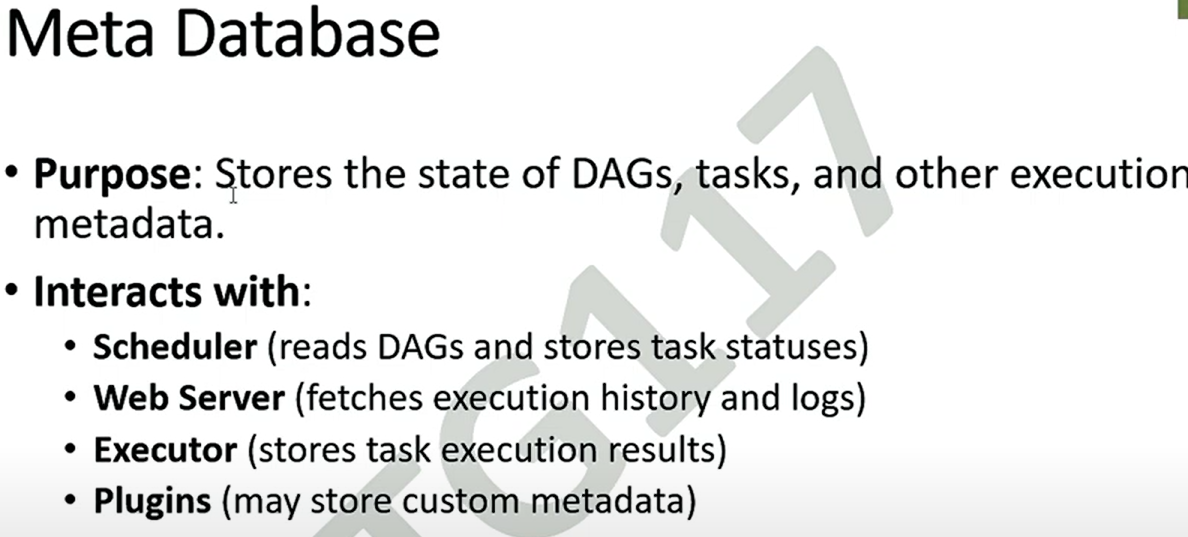 Meta Database
• Purpose: Stores the state of DAGs, tasks, and other execution
metadata.
• Interacts with:
• Scheduler (reads DAGs and stores task statuses)
• Web Server (fetches execution history and logs)
• Executor (stores task execution results)
• Plugins (may store custom metadata)
TG117